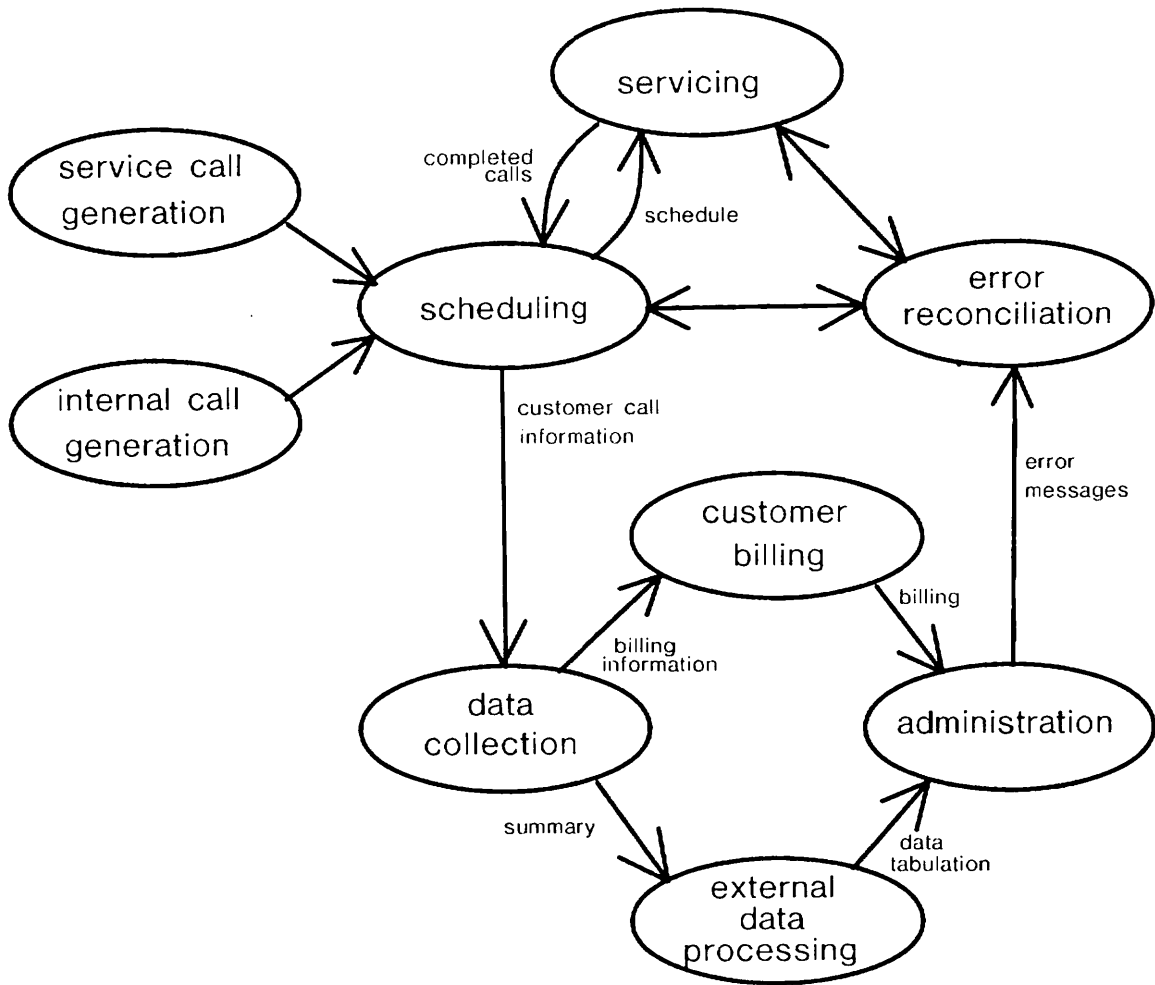 servicing
service call
generation
completed
calls
schedule
scheduling
error
reconciliation
internal call
generation
customer call
information
error
messages
customer
billing
billing
billing
information
data
collection
administration
summary
data
tabulation
external
data
processing